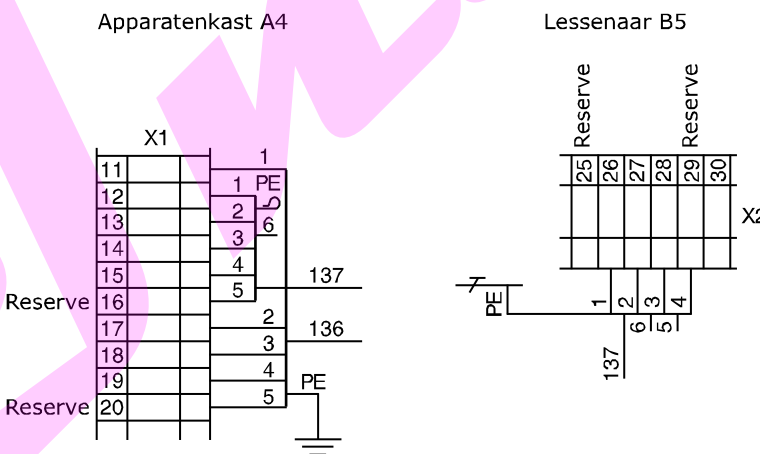 Apparatenkast A4
X1
11
12
13
14
15
Reserve 16
17
18
19
Reserve 20
1
1 PE
2
6
3
4
5
137
2
136
3
4
PE
5
Lessenaar B5
Reserve
Reserve
25 26 27 28 29 30
PE
1 2 3 4
6 5
137